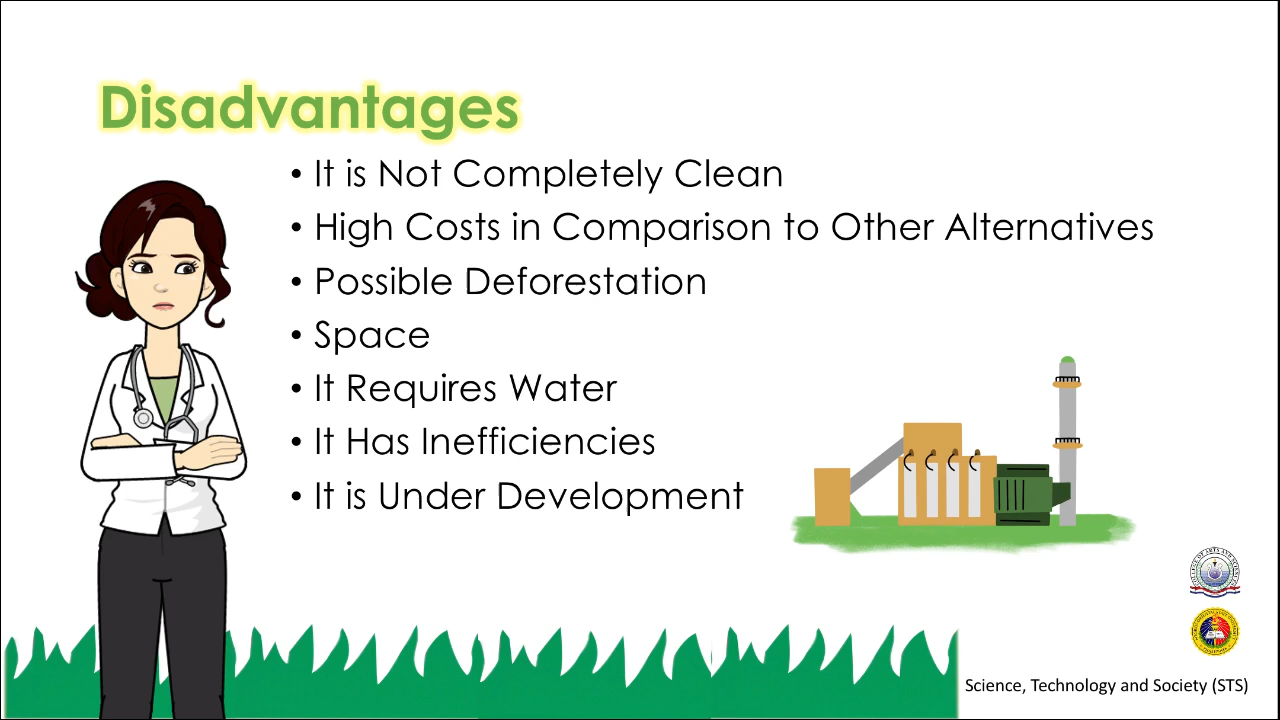 Disadvantages
• It is Not Completely Clean
• High Costs in Comparison to Other Alternatives
• Possible Deforestation
• Space
• It Requires Water
• It Has Inefficiencies
• It is Under Development
Science, Technology and Society (STS)